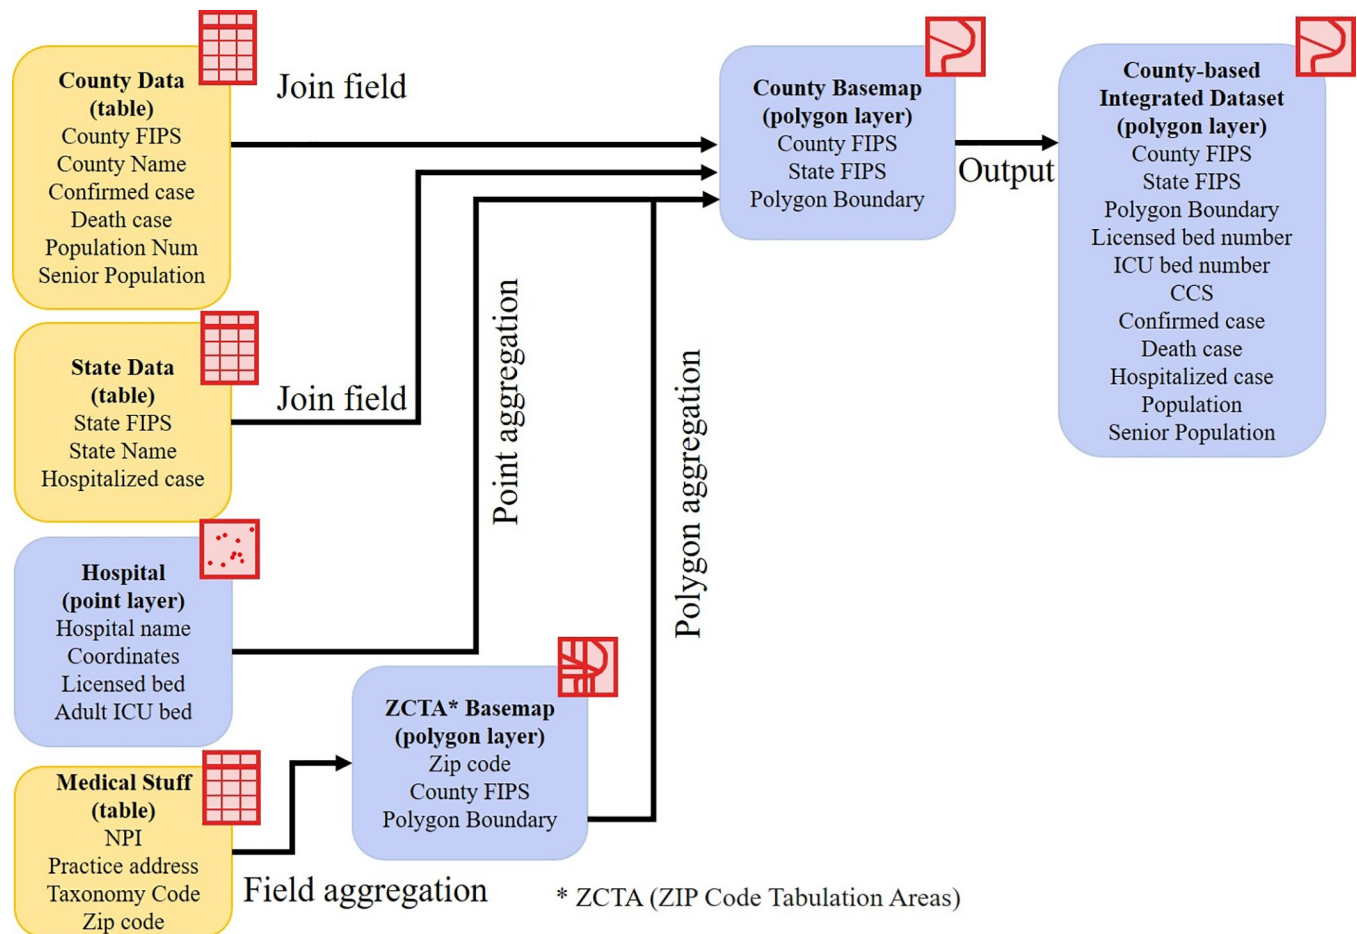 County Data
(table)
County FIPS
County Name
Confirmed case
Death case
Population Num
Senior Population
Join field
State Data
(table)
State FIPS
State Name
Hospitalized case
Join field
Hospital
(point layer)
Hospital name
Coordinates
Licensed bed
Adult ICU bed
Point aggregation
Medical Stuff
(table)
NPI
Practice address
Taxonomy Code
Zip code
Field aggregation
ZCTA* Basemap
(polygon layer)
Zip code
County FIPS
Polygon Boundary
Polygon aggregation
County Basemap
(polygon layer)
County FIPS
State FIPS
Polygon Boundary
Output
County-based
Integrated Dataset
(polygon layer)
County FIPS
State FIPS
Polygon Boundary
Licensed bed number
ICU bed number
CCS
Confirmed case
Death case
Hospitalized case
Population
Senior Population
* ZCTA (ZIP Code Tabulation Areas)